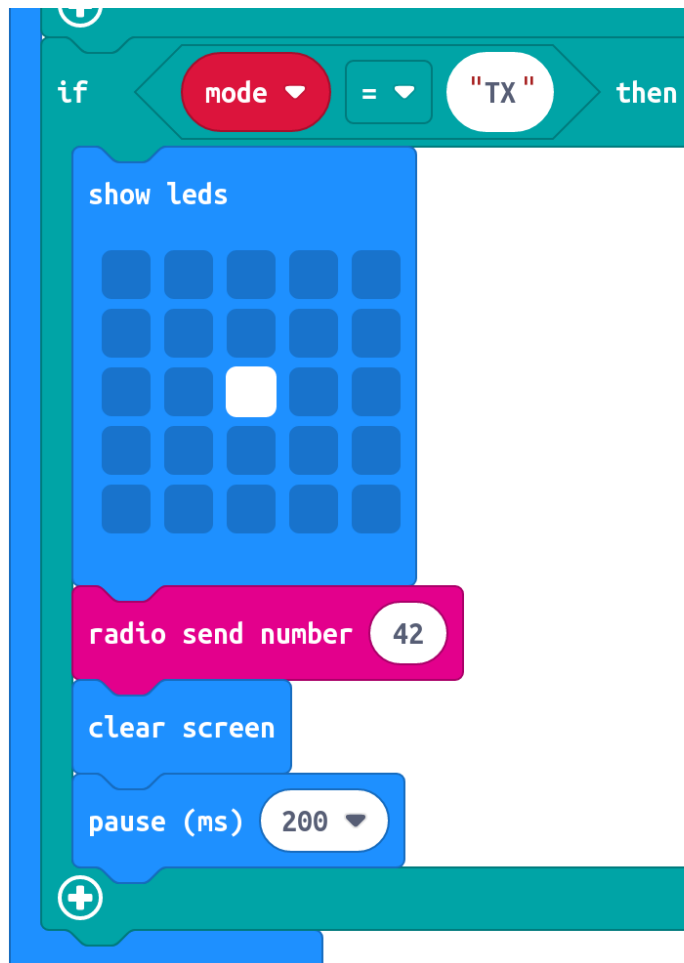 if mode = "TX" then
show leds
radio send number 42
clear screen
pause (ms) 200